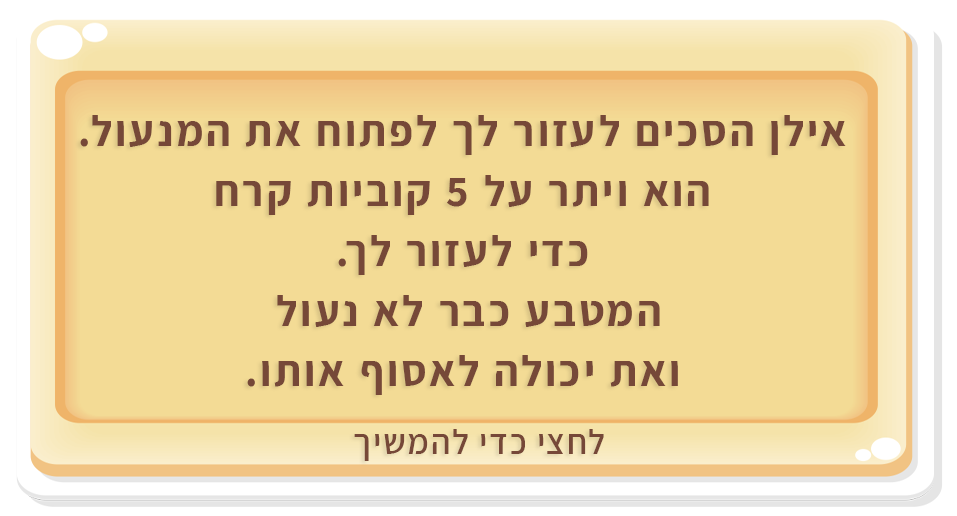 אילן הסכים לעזור לך לפתוח את המנעול.
הוא ויתר על 5 קוביות קרח
כדי לעזור לך.
המטבע כבר לא נעול
ואת יכולה לאסוף אותו.
לחצי כדי להמשיך